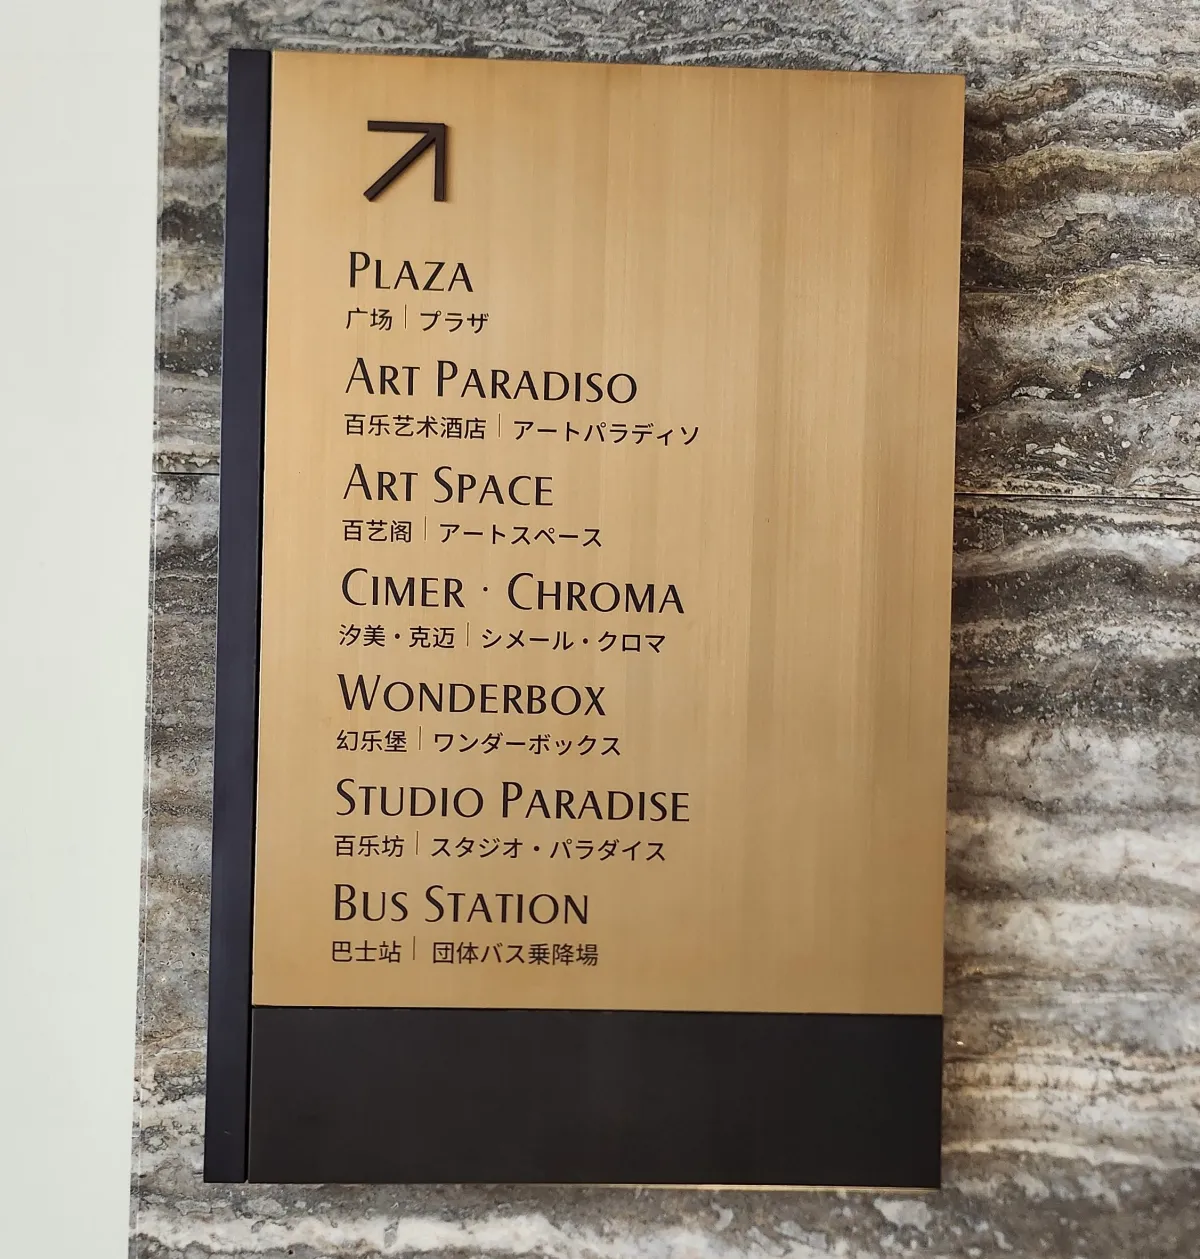 PLAZA
广场 | プラザ
ART PARADISO
百乐艺术酒店 | アートパラディソ
ART SPACE
百艺阁 | アートスペース
CIMER · CHROMA
汐美·克迈 | シメール・クロマ
WONDERBOX
幻乐堡 | ワンダーボックス
STUDIO PARADISE
百乐坊 | スタジオ・パラダイス
BUS STATION
巴士站 | 団体バス乗降場